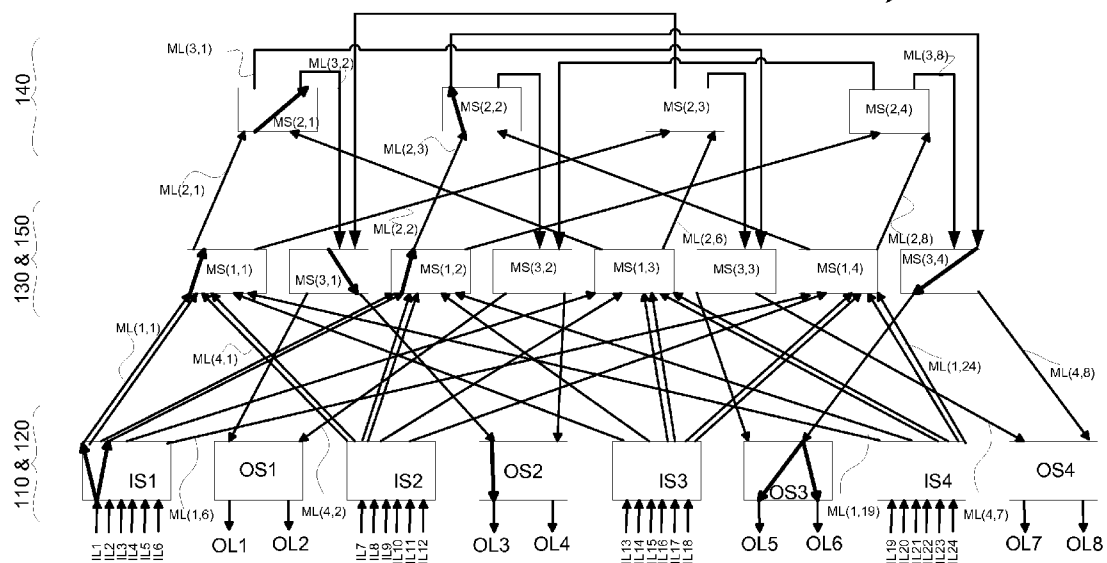 ML(3,1)
ML(3,2)
ML(3,8)
140
MS(2,1)
MS(2,2)
MS(2,3)
MS(2,4)
ML(2,1)
ML(2,3)
ML(2,2)
ML(2,6)
ML(2,8)
130 & 150
MS(1,1)
MS(3,1)
MS(1,2)
MS(3,2)
MS(1,3)
MS(3,3)
MS(1,4)
MS(3,4)
ML(1,1)
ML(4,1)
ML(1,24)
ML(4,8)
110 & 120
IS1
OS1
IS2
OS2
IS3
OS3
IS4
OS4
ML(1,6)
ML(4,2)
ML(1,19)
ML(4,7)
IL1
IL2
IL3
IL4
IL5
IL6
OL1
OL2
IL7
IL8
IL9
IL10
IL11
IL12
OL3
OL4
IL13
IL14
IL15
IL16
IL17
IL18
OL5
OL6
IL19
IL20
IL21
IL22
IL23
IL24
OL7
OL8